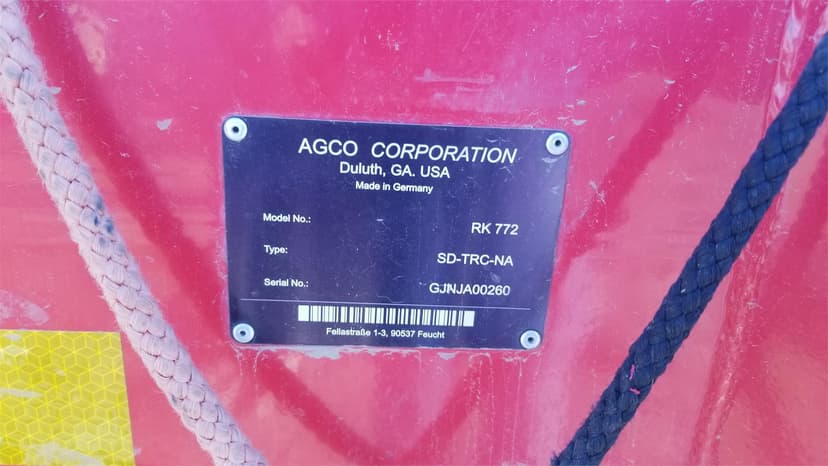 AGCO CORPORATION
Duluth, GA. USA
Made in Germany
Model No.: RK 772
Type: SD-TRC-NA
Serial No.: GJNJA00260
Fellastraße 1-3, 90537 Feucht